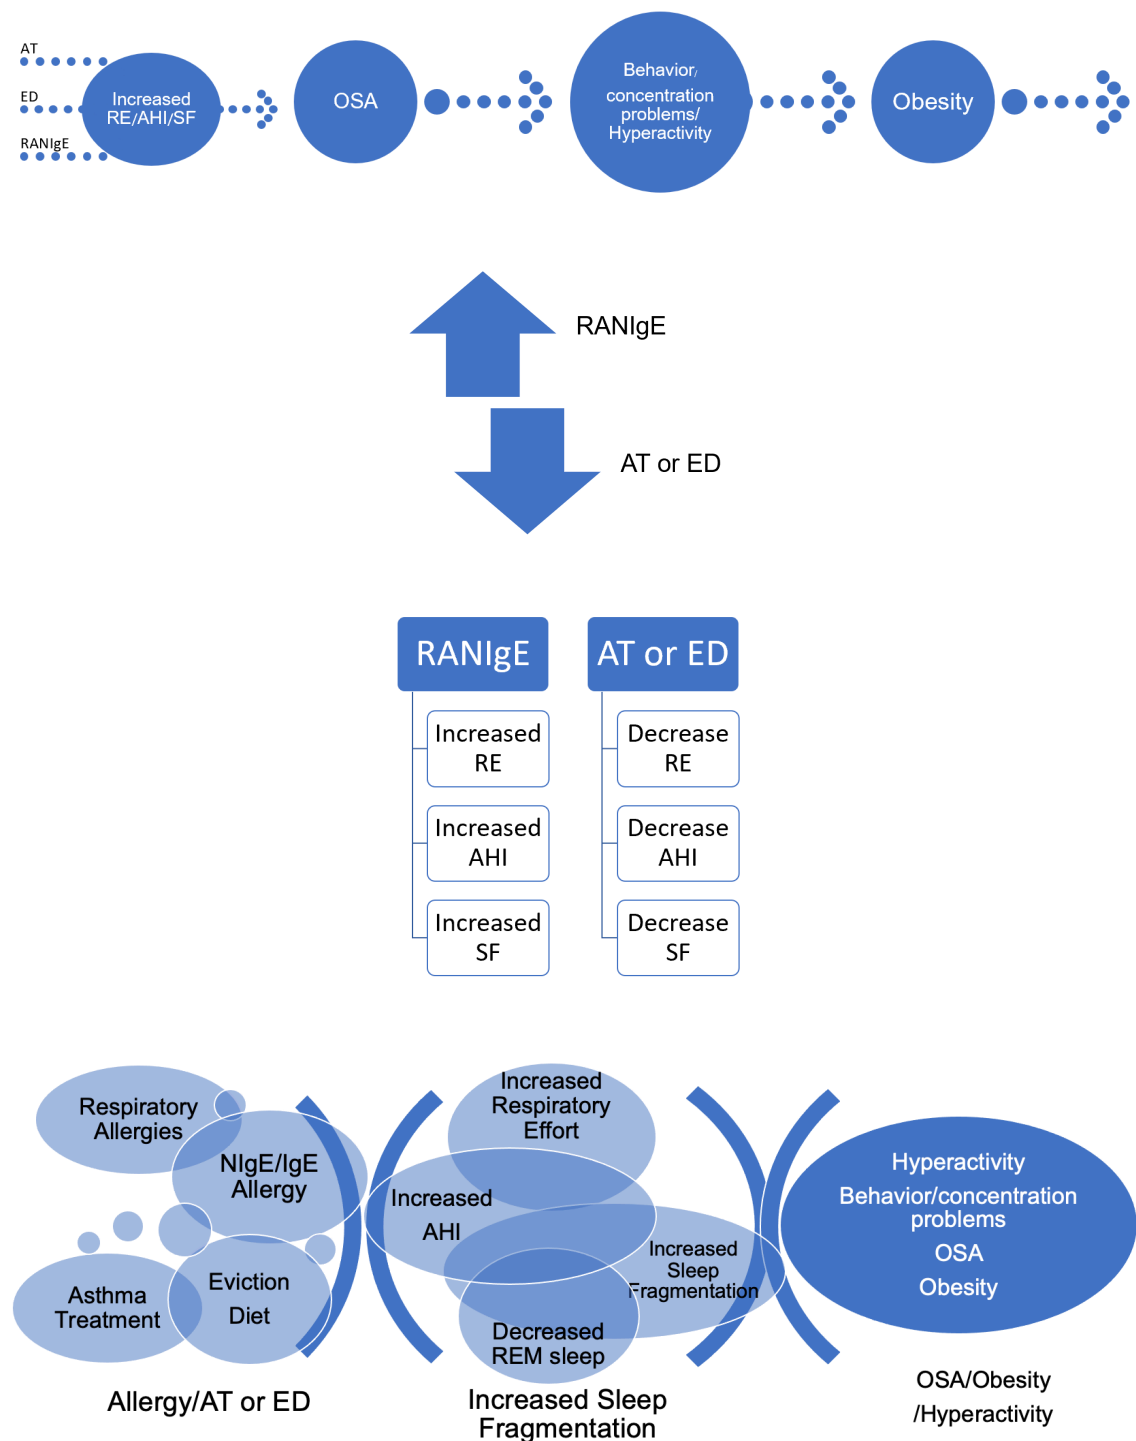 AT
ED
RANIgE
Increased
RE/AHI/SF
OSA
Behavior/
concentration
problems/
Hyperactivity
Obesity
RANIgE
AT or ED
RANIgE
Increased
RE
Increased
AHI
Increased
SF
AT or ED
Decrease
RE
Decrease
AHI
Decrease
SF
Respiratory
Allergies
NIgE/IgE
Allergy
Asthma
Treatment
Eviction
Diet
Allergy/AT or ED
Increased
Respiratory
Effort
Increased
AHI
Increased
Sleep
Fragmentation
Decreased
REM sleep
Increased Sleep
Fragmentation
Hyperactivity
Behavior/concentration
problems
OSA
Obesity
OSA/Obesity
/Hyperactivity